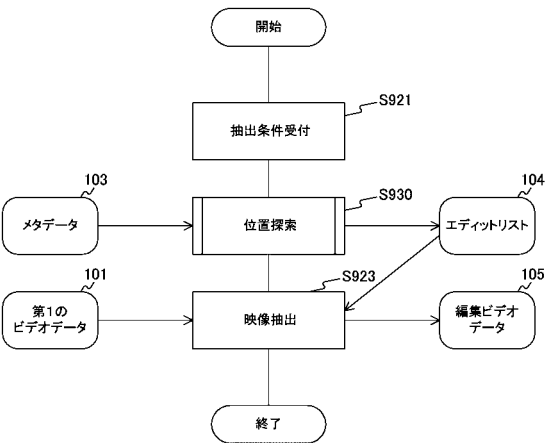 開始
S921
抽出条件受付
103
S930
104
メタデータ
位置探索
エディットリスト
101
S923
105
第1の
ビデオデータ
映像抽出
編集ビデオ
データ
終了